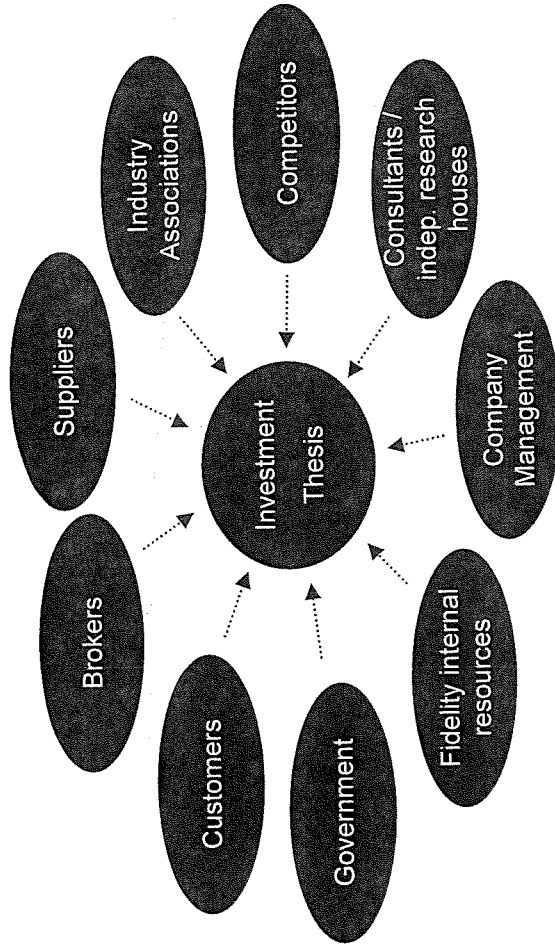 Suppliers
Industry
Associations
Competitors
Consultants /
indep. research
houses
Company
Management
Fidelity internal
resources
Government
Customers
Brokers
Investment
Thesis